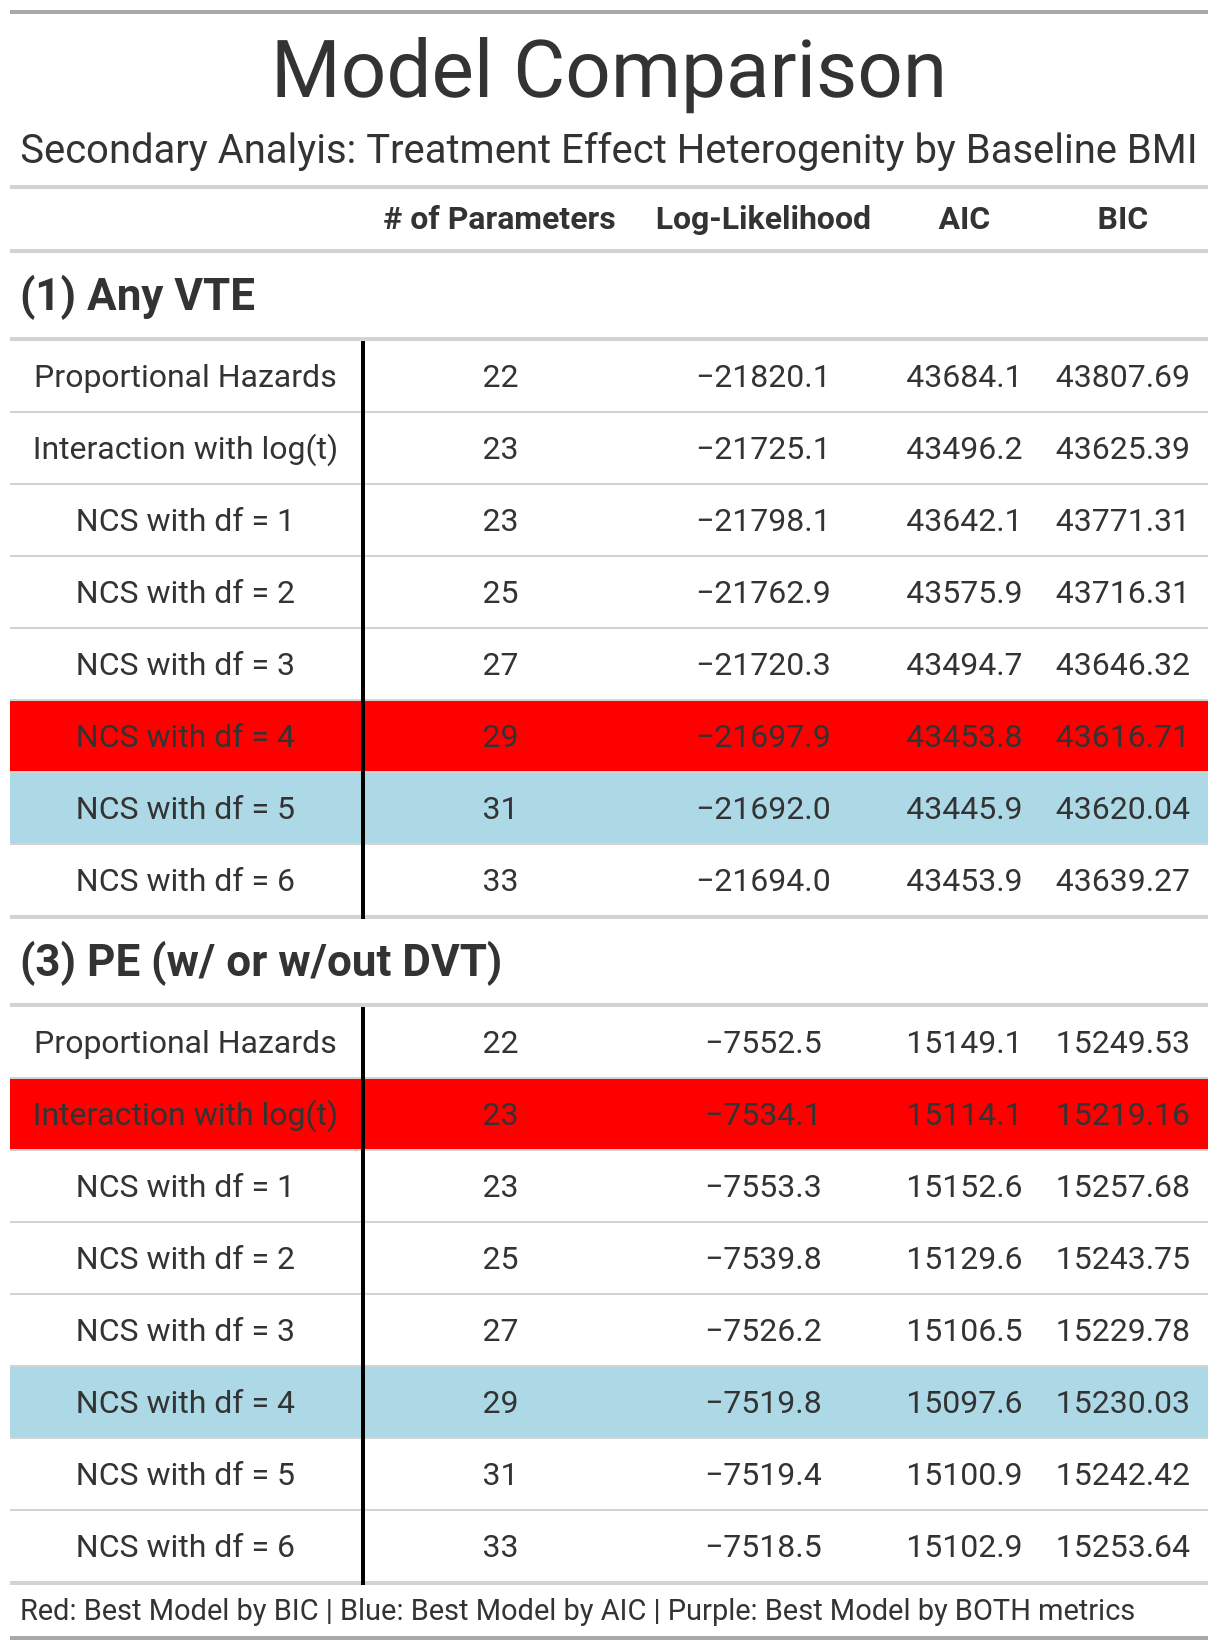 Model Comparison
Secondary Analyis: Treatment Effect Heterogenity by Baseline BMI
# of Parameters Log-Likelihood AIC BIC
(1) Any VTE
Proportional Hazards 22 −21820.1 43684.1 43807.69
Interaction with log(t) 23 −21725.1 43496.2 43625.39
NCS with df = 1 23 −21798.1 43642.1 43771.31
NCS with df = 2 25 −21762.9 43575.9 43716.31
NCS with df = 3 27 −21720.3 43494.7 43646.32
NCS with df = 4 29 −21697.9 43453.8 43616.71
NCS with df = 5 31 −21692.0 43445.9 43620.04
NCS with df = 6 33 −21694.0 43453.9 43639.27
(3) PE (w/ or w/out DVT)
Proportional Hazards 22 −7552.5 15149.1 15249.53
Interaction with log(t) 23 −7534.1 15114.1 15219.16
NCS with df = 1 23 −7553.3 15152.6 15257.68
NCS with df = 2 25 −7539.8 15129.6 15243.75
NCS with df = 3 27 −7526.2 15106.5 15229.78
NCS with df = 4 29 −7519.8 15097.6 15230.03
NCS with df = 5 31 −7519.4 15100.9 15242.42
NCS with df = 6 33 −7518.5 15102.9 15253.64
Red: Best Model by BIC | Blue: Best Model by AIC | Purple: Best Model by BOTH metrics